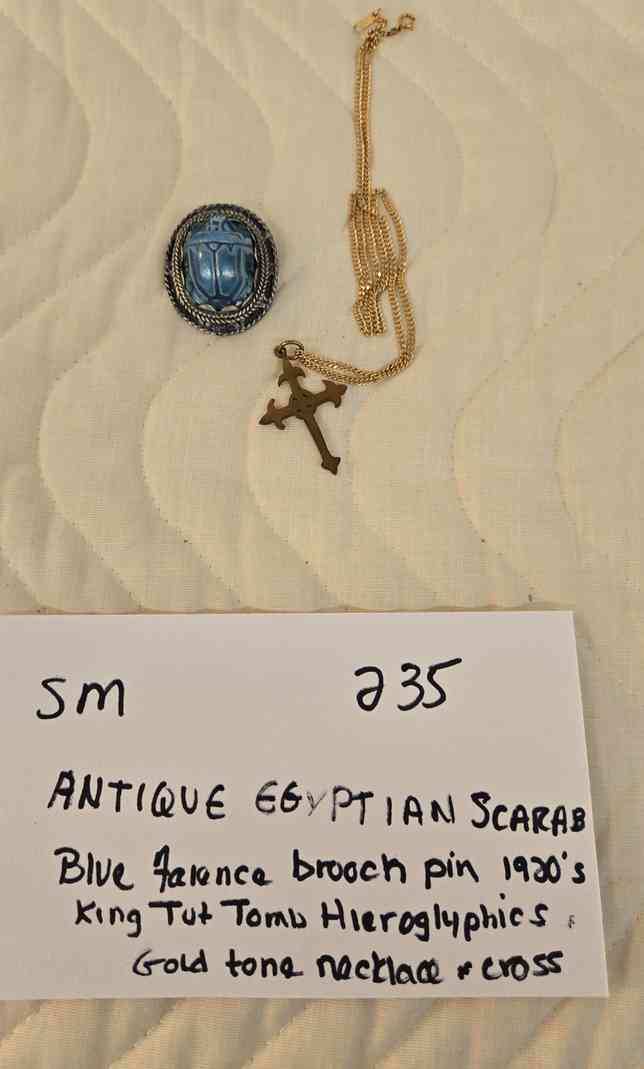 SM 235
ANTIQUE EGYPTIAN SCARAB
Blue faience brooch pin 1920's
King Tut Tomb Hieroglyphics &
Gold tone necklace & cross